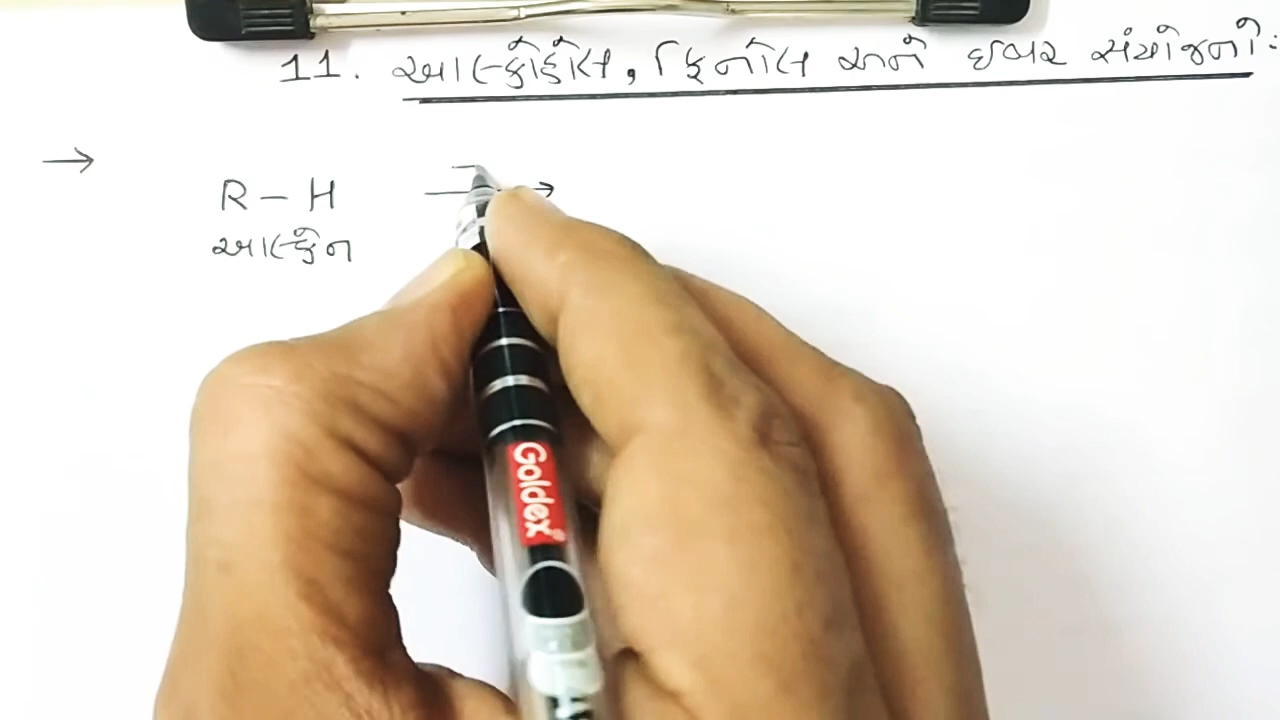 11. આલ્કોહોલ, ફિનોલ અને ઈથર સંયોજનો :
→
R – H →
આલ્કેન
Goldex